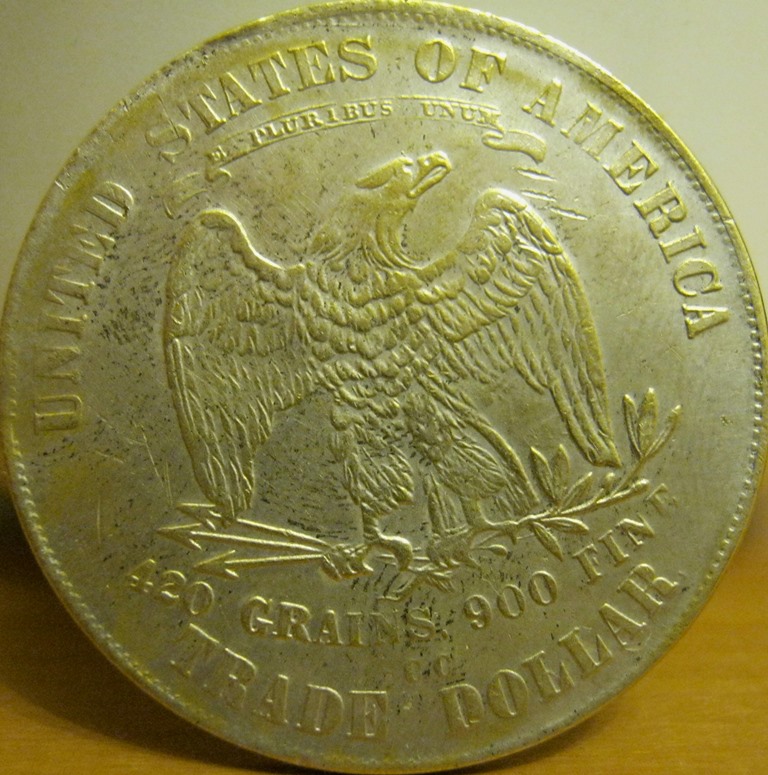 UNITED STATES OF AMERICA
E PLURIBUS UNUM
420 GRAINS. 900 FINE
CC
TRADE DOLLAR